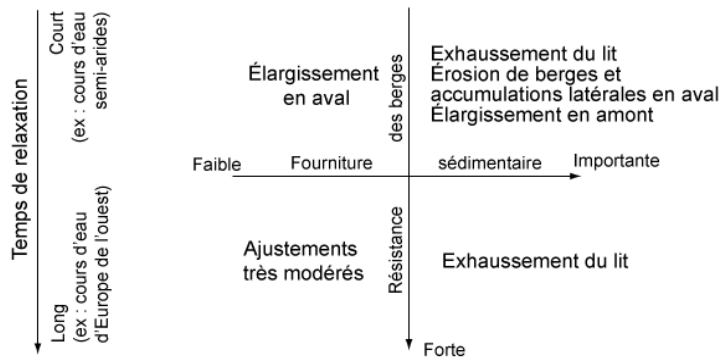 Temps de relaxation
Court
(ex : cours d'eau
semi-arides)
Long
(ex : cours d'eau
d'Europe de l'ouest)
Élargissement
en aval
des berges
Exhaussement du lit
Érosion de berges et
accumulations latérales en aval
Élargissement en amont
Faible
Fourniture
sédimentaire
Importante
Ajustements
très modérés
Résistance
Exhaussement du lit
Forte